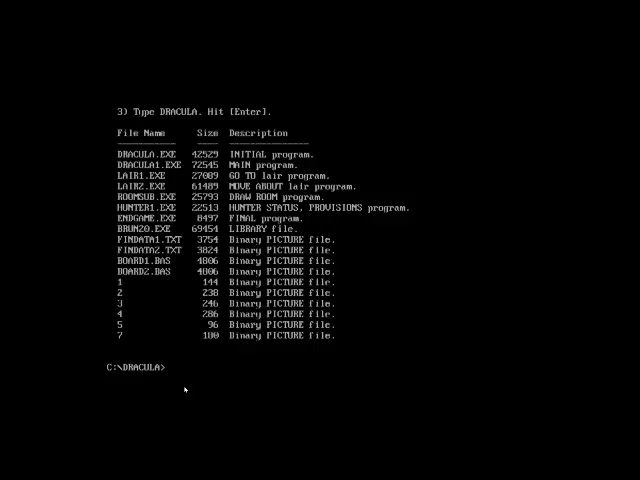 3) Type DRACULA. Hit [Enter].
File Name Size Description
----------- ---- ---------------
DRACULA.EXE 42529 INITIAL program.
DRACULA1.EXE 72545 MAIN program.
LAIR1.EXE 27089 GO TO lair program.
LAIR2.EXE 61489 MOVE ABOUT lair program.
ROOMSUB.EXE 25793 DRAW ROOM program.
HUNTER1.EXE 22513 HUNTER STATUS, PROVISIONS program.
ENDGAME.EXE 8497 FINAL program.
BRUN20.EXE 69454 LIBRARY file.
FINDATA1.TXT 3754 Binary PICTURE file.
FINDATA2.TXT 3824 Binary PICTURE file.
BOARD1.BAS 4806 Binary PICTURE file.
BOARD2.BAS 4806 Binary PICTURE file.
1 144 Binary PICTURE file.
2 238 Binary PICTURE file.
3 246 Binary PICTURE file.
4 286 Binary PICTURE file.
5 96 Binary PICTURE file.
7 180 Binary PICTURE file.
C:\DRACULA>